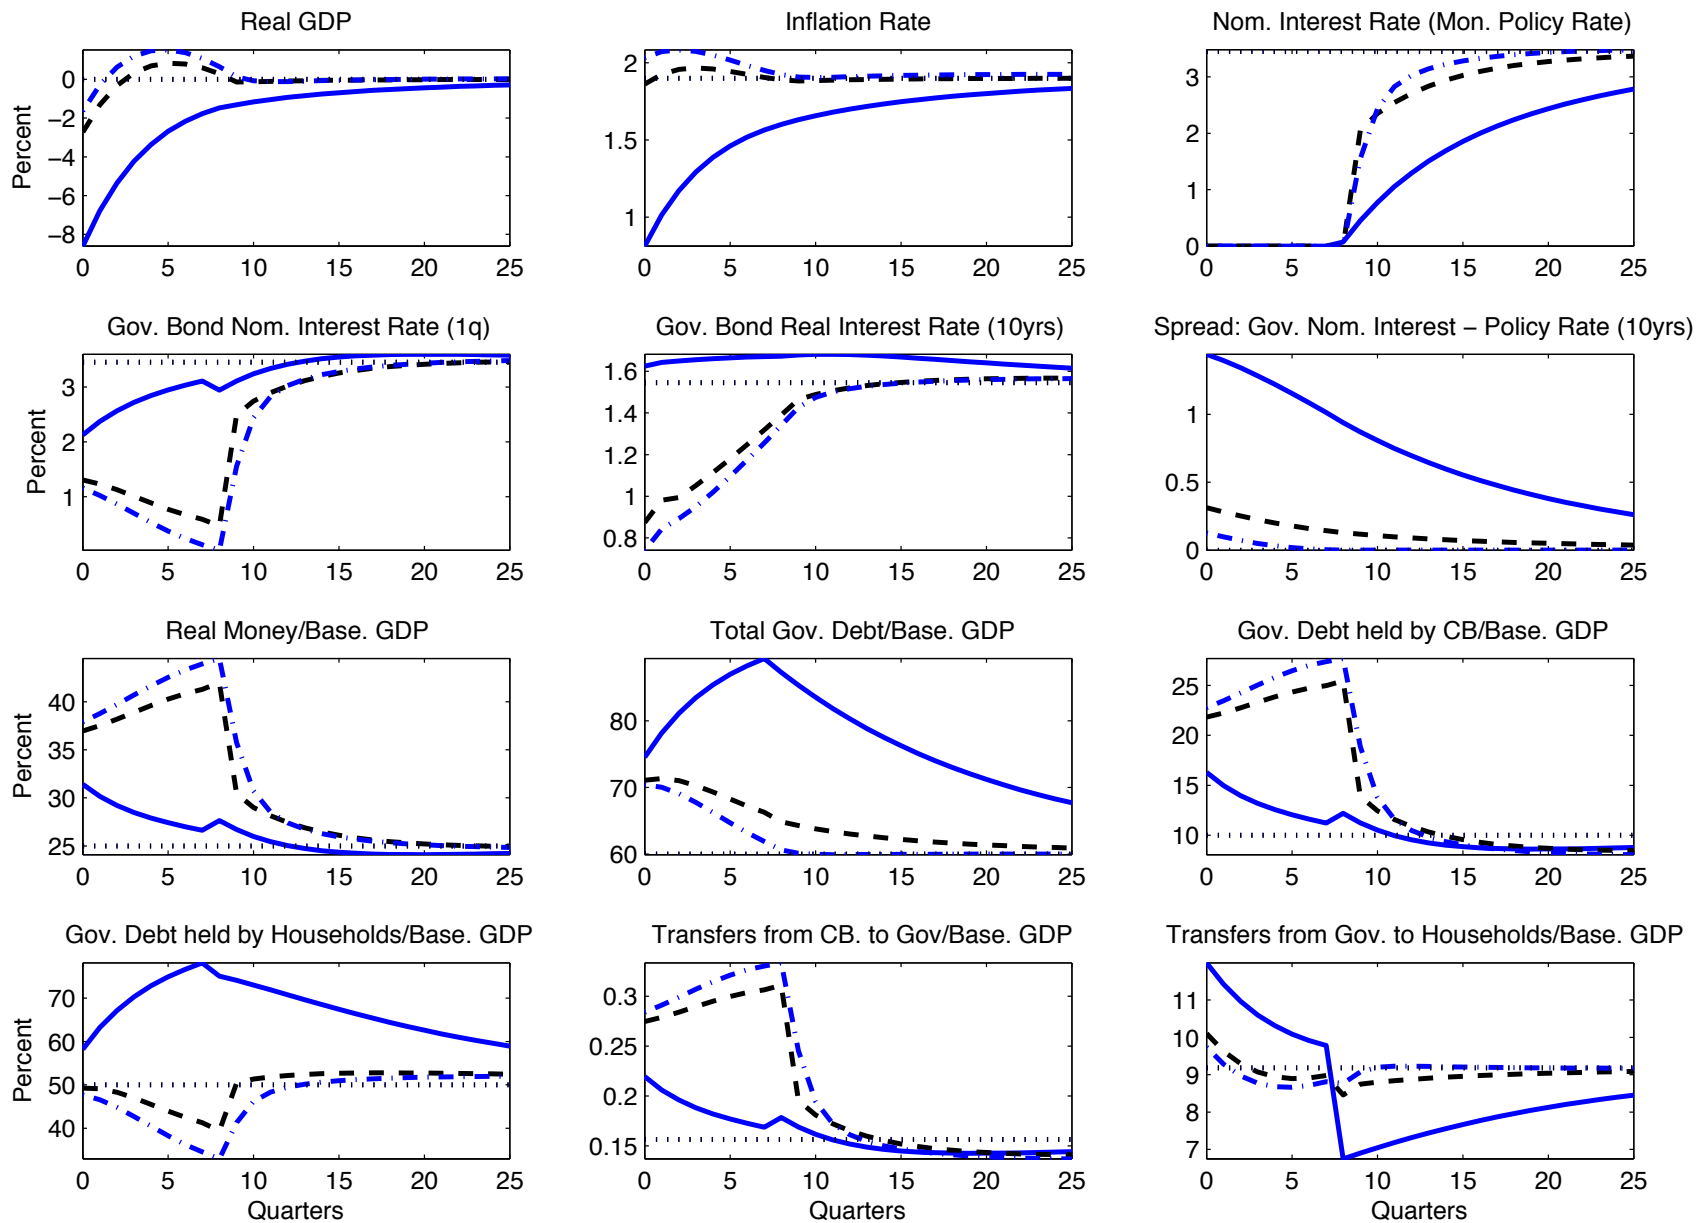 Real GDP
Inflation Rate
Nom. Interest Rate (Mon. Policy Rate)
Percent
0
−2
−4
−6
−8
0 5 10 15 20 25
2
1.5
1
0 5 10 15 20 25
3
2
1
0
0 5 10 15 20 25
Gov. Bond Nom. Interest Rate (1q)
Gov. Bond Real Interest Rate (10yrs)
Spread: Gov. Nom. Interest − Policy Rate (10yrs)
Percent
3
2
1
0 5 10 15 20 25
1.6
1.4
1.2
1
0.8
0 5 10 15 20 25
1
0.5
0
0 5 10 15 20 25
Real Money/Base. GDP
Total Gov. Debt/Base. GDP
Gov. Debt held by CB/Base. GDP
Percent
40
35
30
25
0 5 10 15 20 25
80
70
60
0 5 10 15 20 25
25
20
15
10
0 5 10 15 20 25
Gov. Debt held by Households/Base. GDP
Transfers from CB. to Gov/Base. GDP
Transfers from Gov. to Households/Base. GDP
Percent
70
60
50
40
0 5 10 15 20 25
Quarters
0.3
0.25
0.2
0.15
0 5 10 15 20 25
Quarters
11
10
9
8
7
0 5 10 15 20 25
Quarters